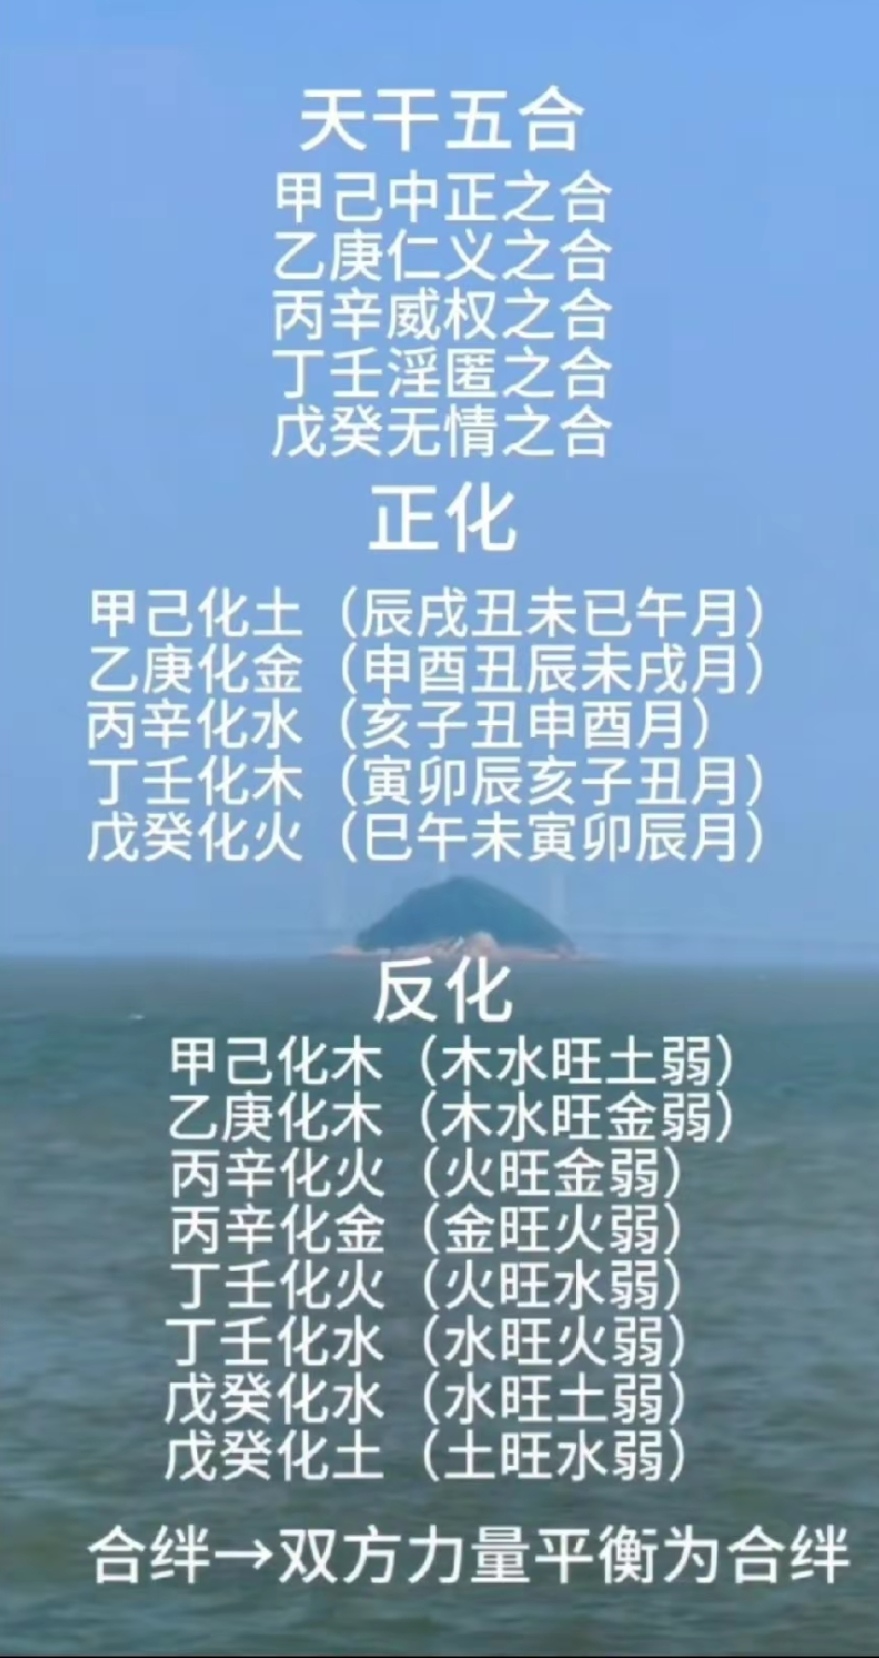 天干五合
甲己中正之合
乙庚仁义之合
丙辛威权之合
丁壬淫匿之合
戊癸无情之合
正化
甲己化土（辰戌丑未已午月）
乙庚化金（申酉丑辰未戌月）
丙辛化水（亥子丑申酉月）
丁壬化木（寅卯辰亥子丑月）
戊癸化火（巳午未寅卯辰月）
反化
甲己化木（木水旺土弱）
乙庚化木（木水旺金弱）
丙辛化火（火旺金弱）
丙辛化金（金旺火弱）
丁壬化火（火旺水弱）
丁壬化水（水旺火弱）
戊癸化水（水旺土弱）
戊癸化土（土旺水弱）
合绊→双方力量平衡为合绊